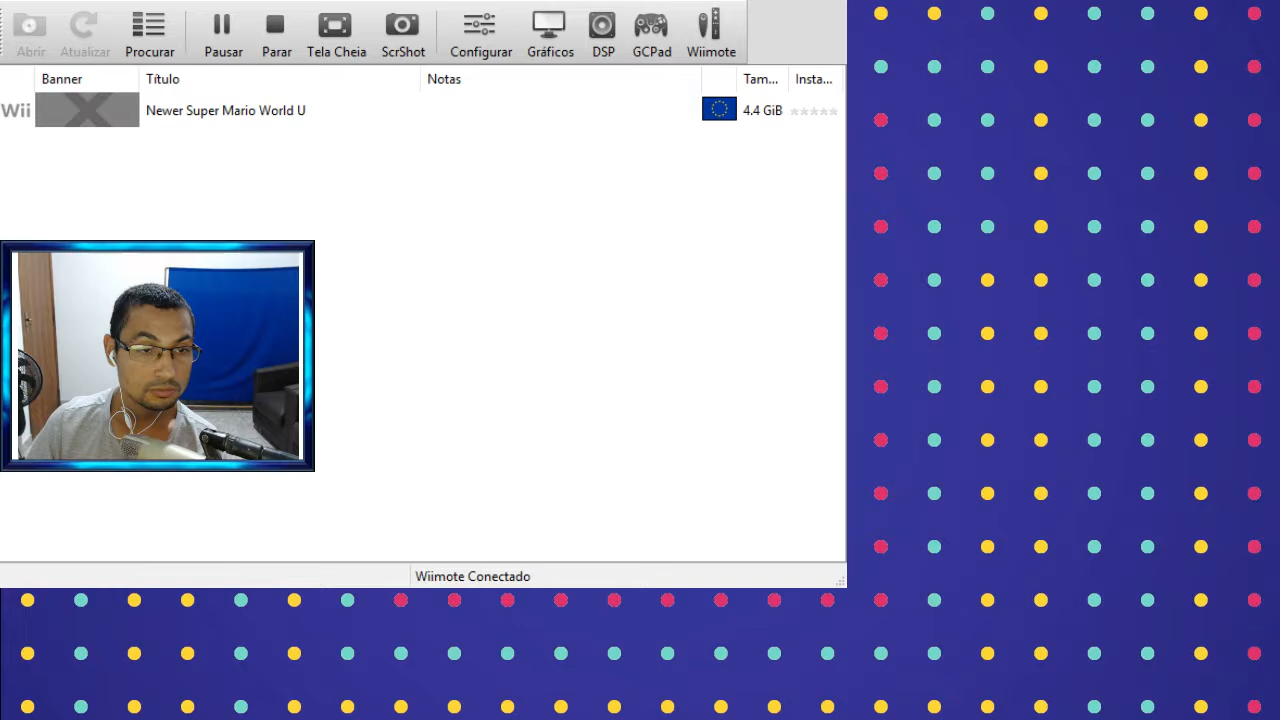 Abrir Atualizar Procurar Pausar Parar Tela Cheia ScrShot Configurar Gráficos DSP GCPad Wiimote
Banner Título Notas Tam... Insta...
Wii Newer Super Mario World U 4.4 GiB
Wiimote Conectado